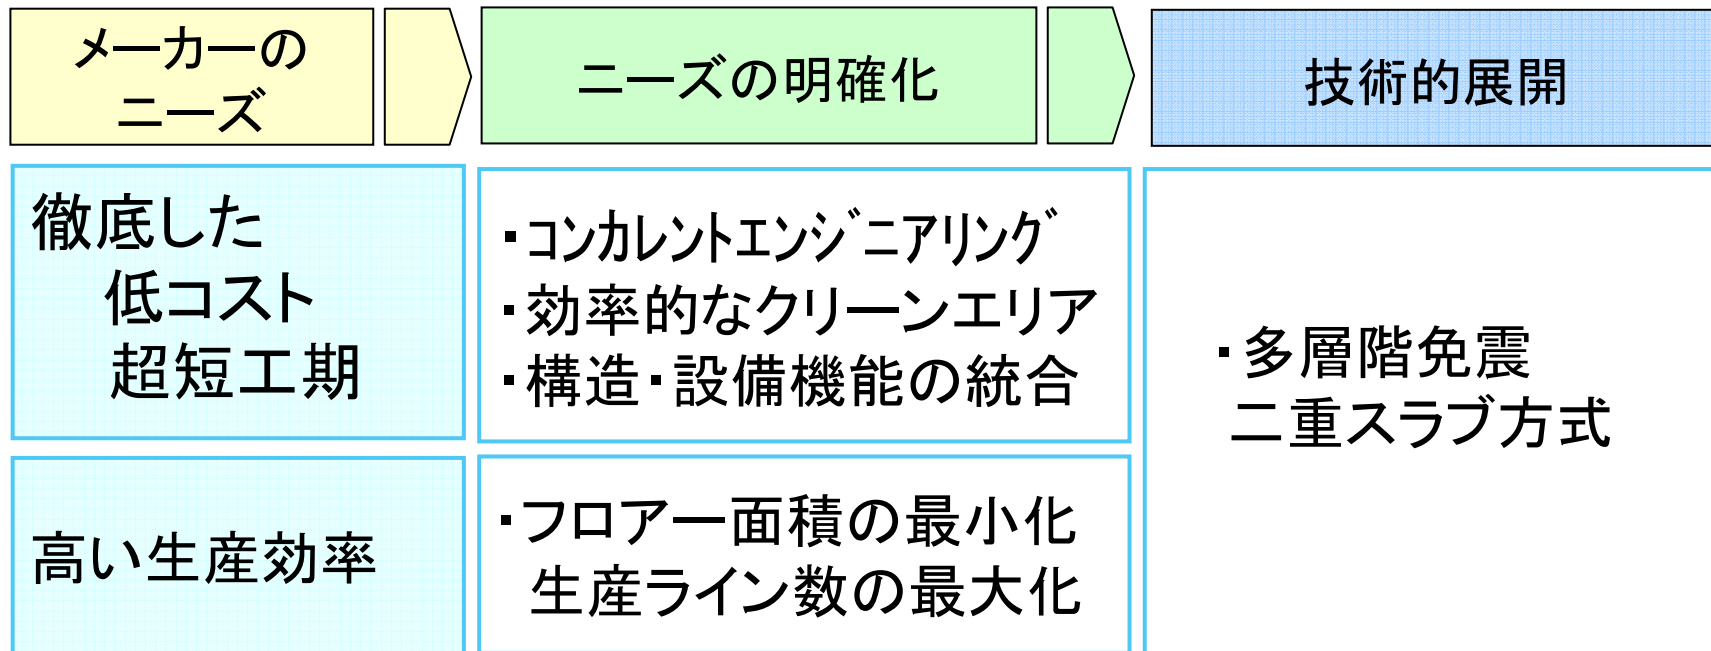 メーカーの
ニーズ
ニーズの明確化
技術的展開
徹底した
低コスト
超短工期
・ｺﾝｶﾚﾝﾄｴﾝｼﾞﾆｱﾘﾝｸﾞ
・効率的なクリーンエリア
・構造・設備機能の統合
・多層階免震
二重スラブ方式
高い生産効率
・フロアー面積の最小化
生産ライン数の最大化